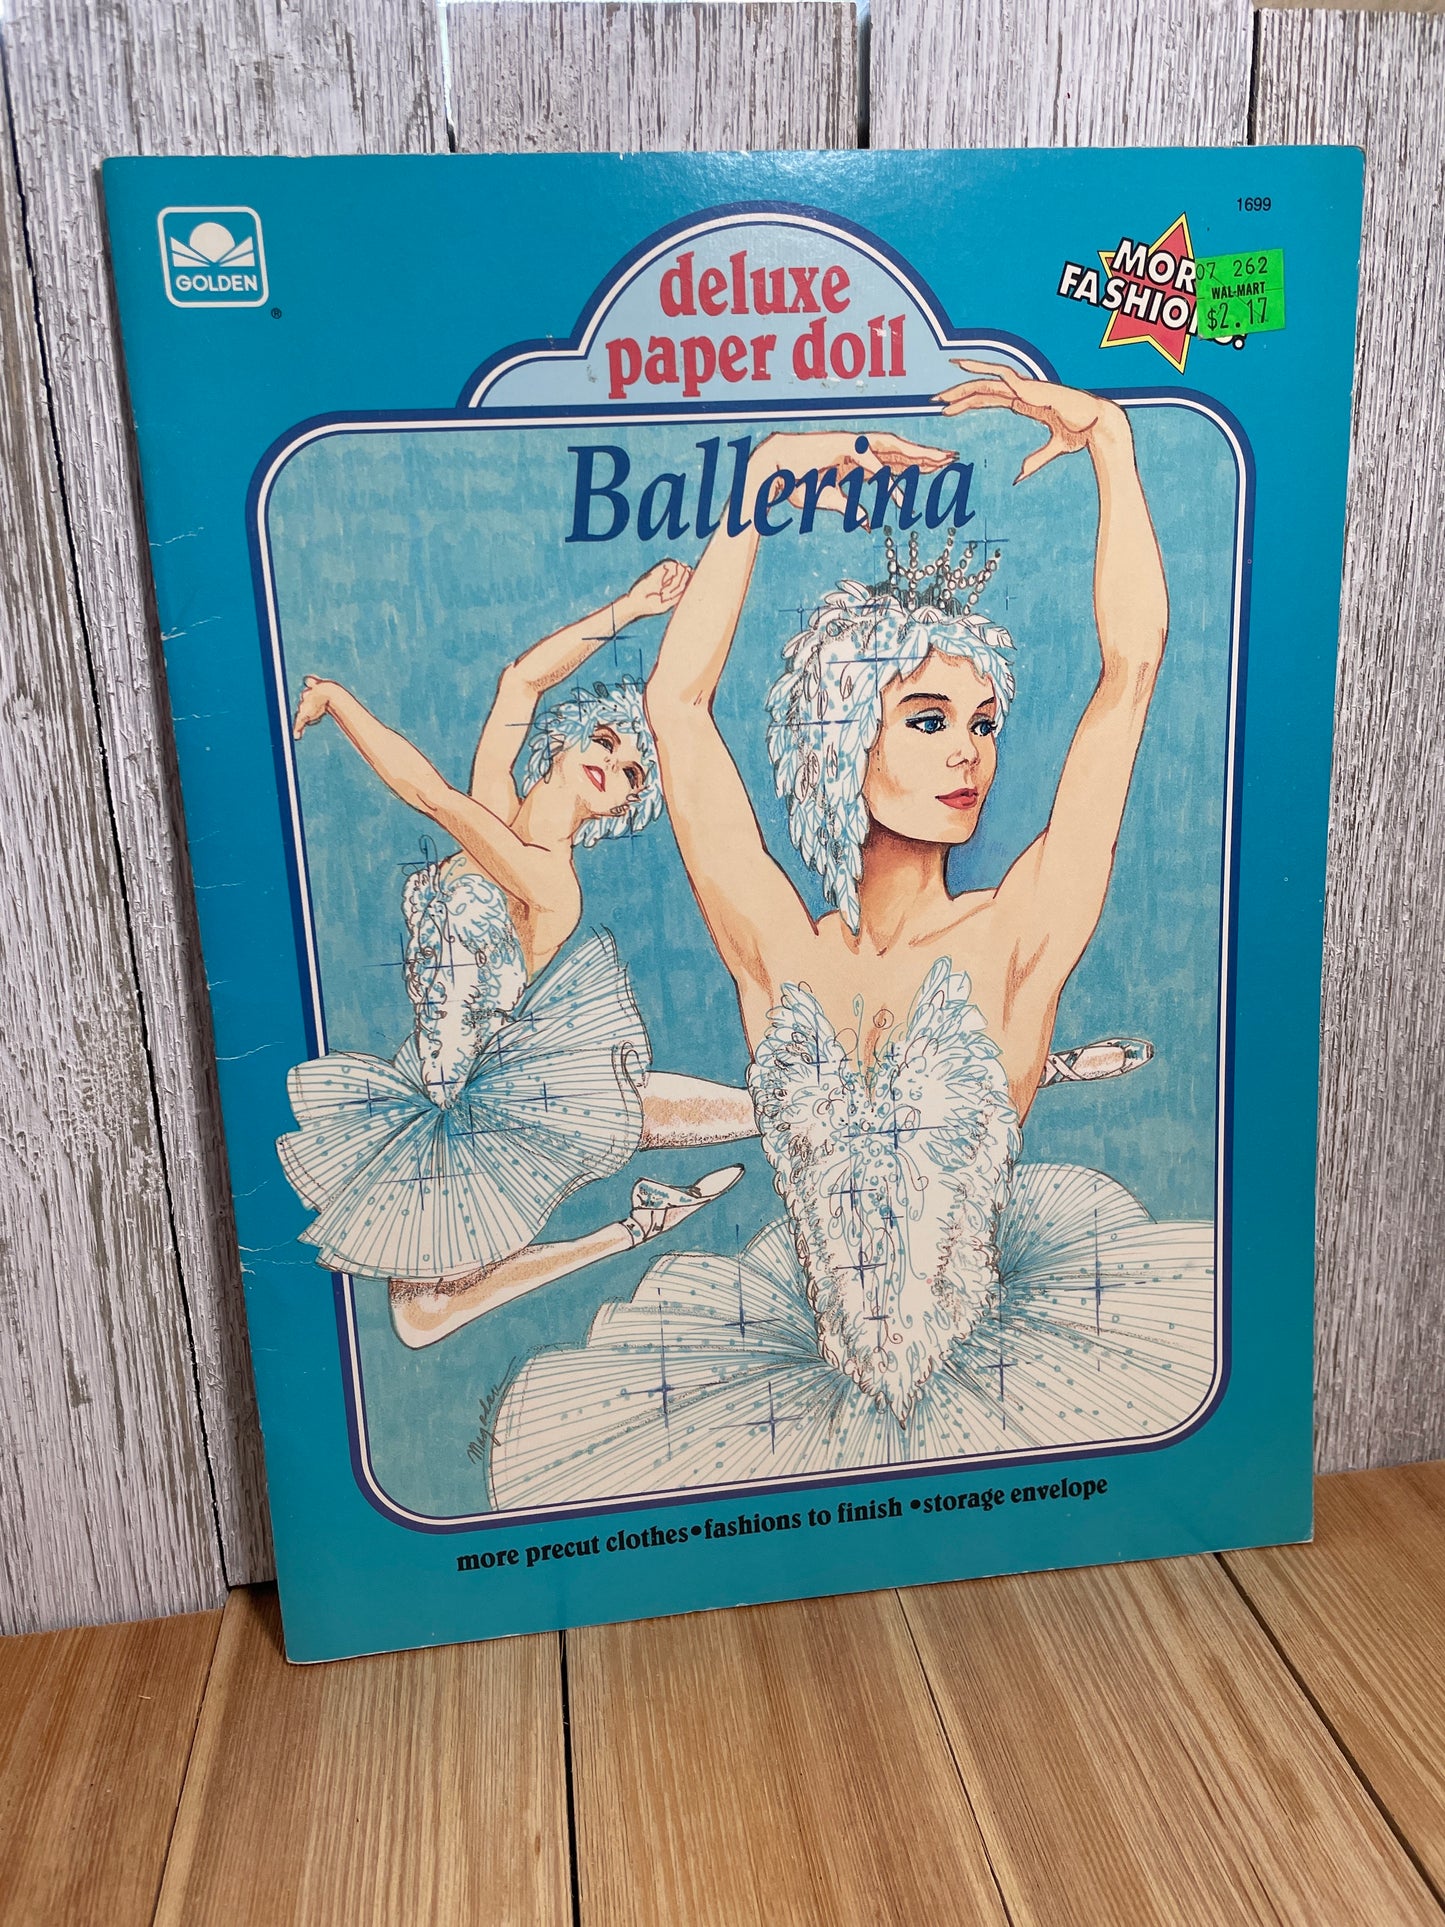 1699
GOLDEN
®
deluxe
paper doll
MOR
FASHIO !
07 262
WAL-MART
$2.17
Ballerina
more precut clothes•fashions to finish •storage envelope